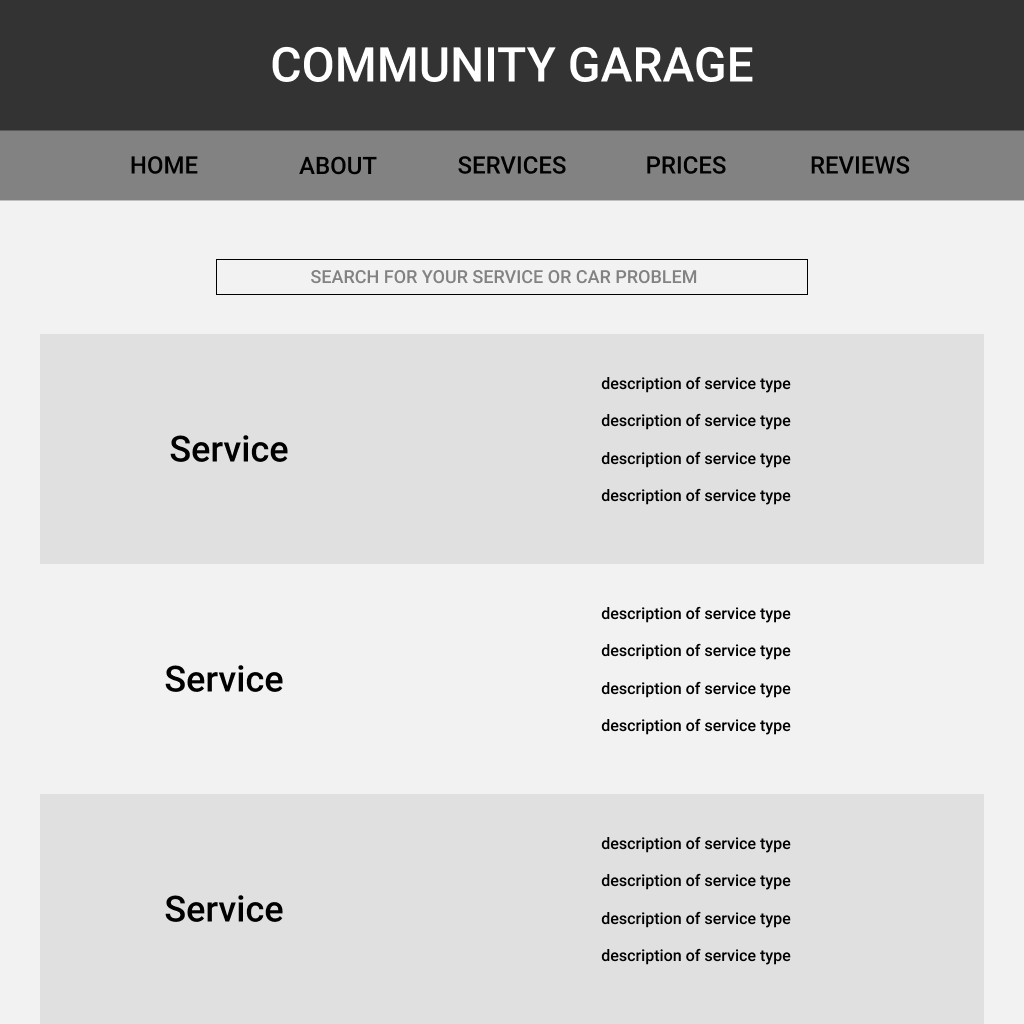 COMMUNITY GARAGE
HOME ABOUT SERVICES PRICES REVIEWS
SEARCH FOR YOUR SERVICE OR CAR PROBLEM
Service
description of service type
description of service type
description of service type
description of service type
Service
description of service type
description of service type
description of service type
description of service type
Service
description of service type
description of service type
description of service type
description of service type